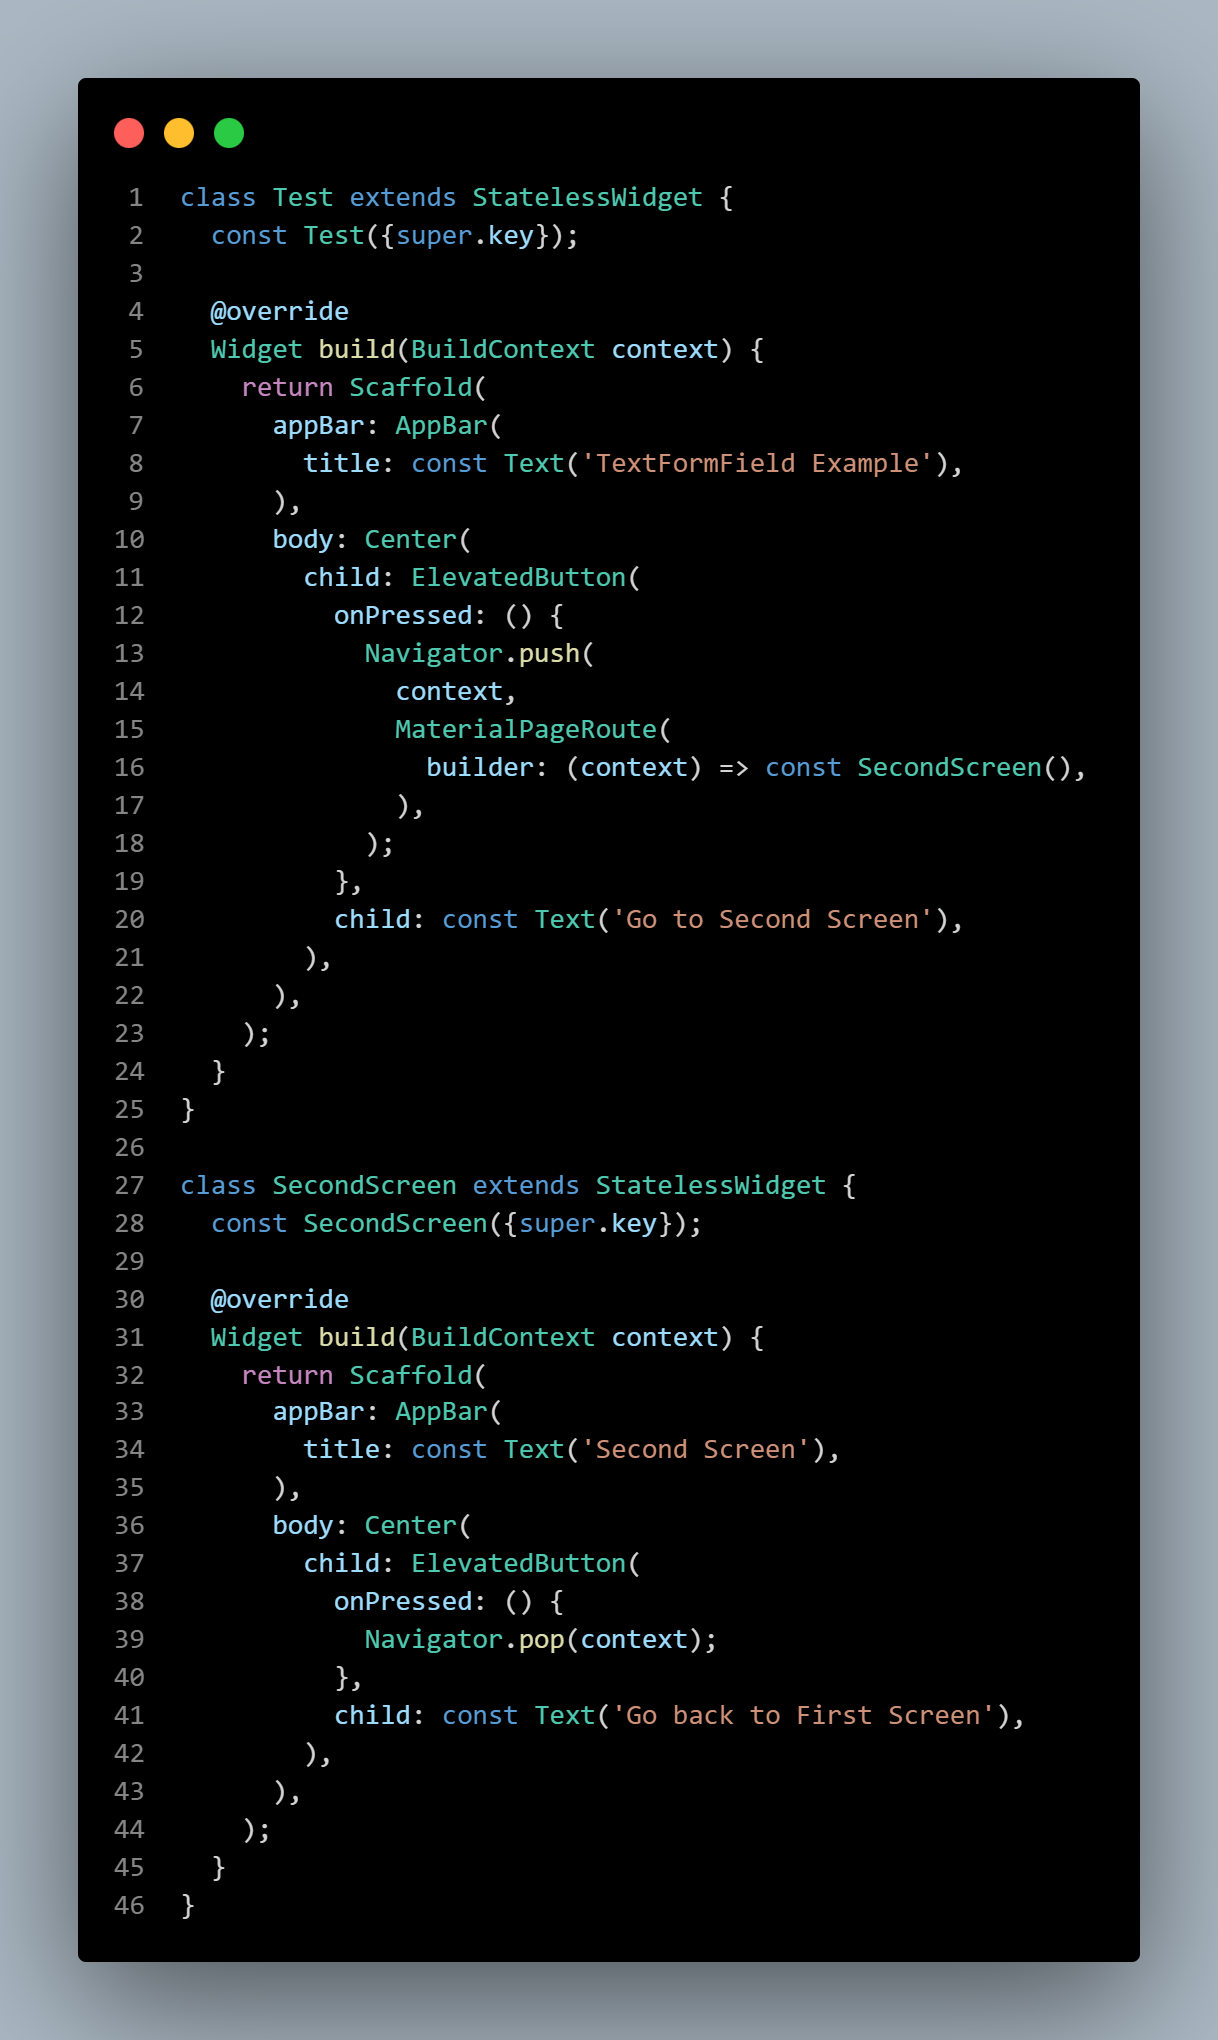 1 class Test extends StatelessWidget {
2   const Test({super.key});
3
4   @override
5   Widget build(BuildContext context) {
6     return Scaffold(
7       appBar: AppBar(
8         title: const Text('TextFormField Example'),
9       ),
10       body: Center(
11         child: ElevatedButton(
12           onPressed: () {
13             Navigator.push(
14               context,
15               MaterialPageRoute(
16                 builder: (context) => const SecondScreen(),
17               ),
18             );
19           },
20           child: const Text('Go to Second Screen'),
21         ),
22       ),
23     );
24   }
25 }
26
27 class SecondScreen extends StatelessWidget {
28   const SecondScreen({super.key});
29
30   @override
31   Widget build(BuildContext context) {
32     return Scaffold(
33       appBar: AppBar(
34         title: const Text('Second Screen'),
35       ),
36       body: Center(
37         child: ElevatedButton(
38           onPressed: () {
39             Navigator.pop(context);
40           },
41           child: const Text('Go back to First Screen'),
42         ),
43       ),
44     );
45   }
46 }